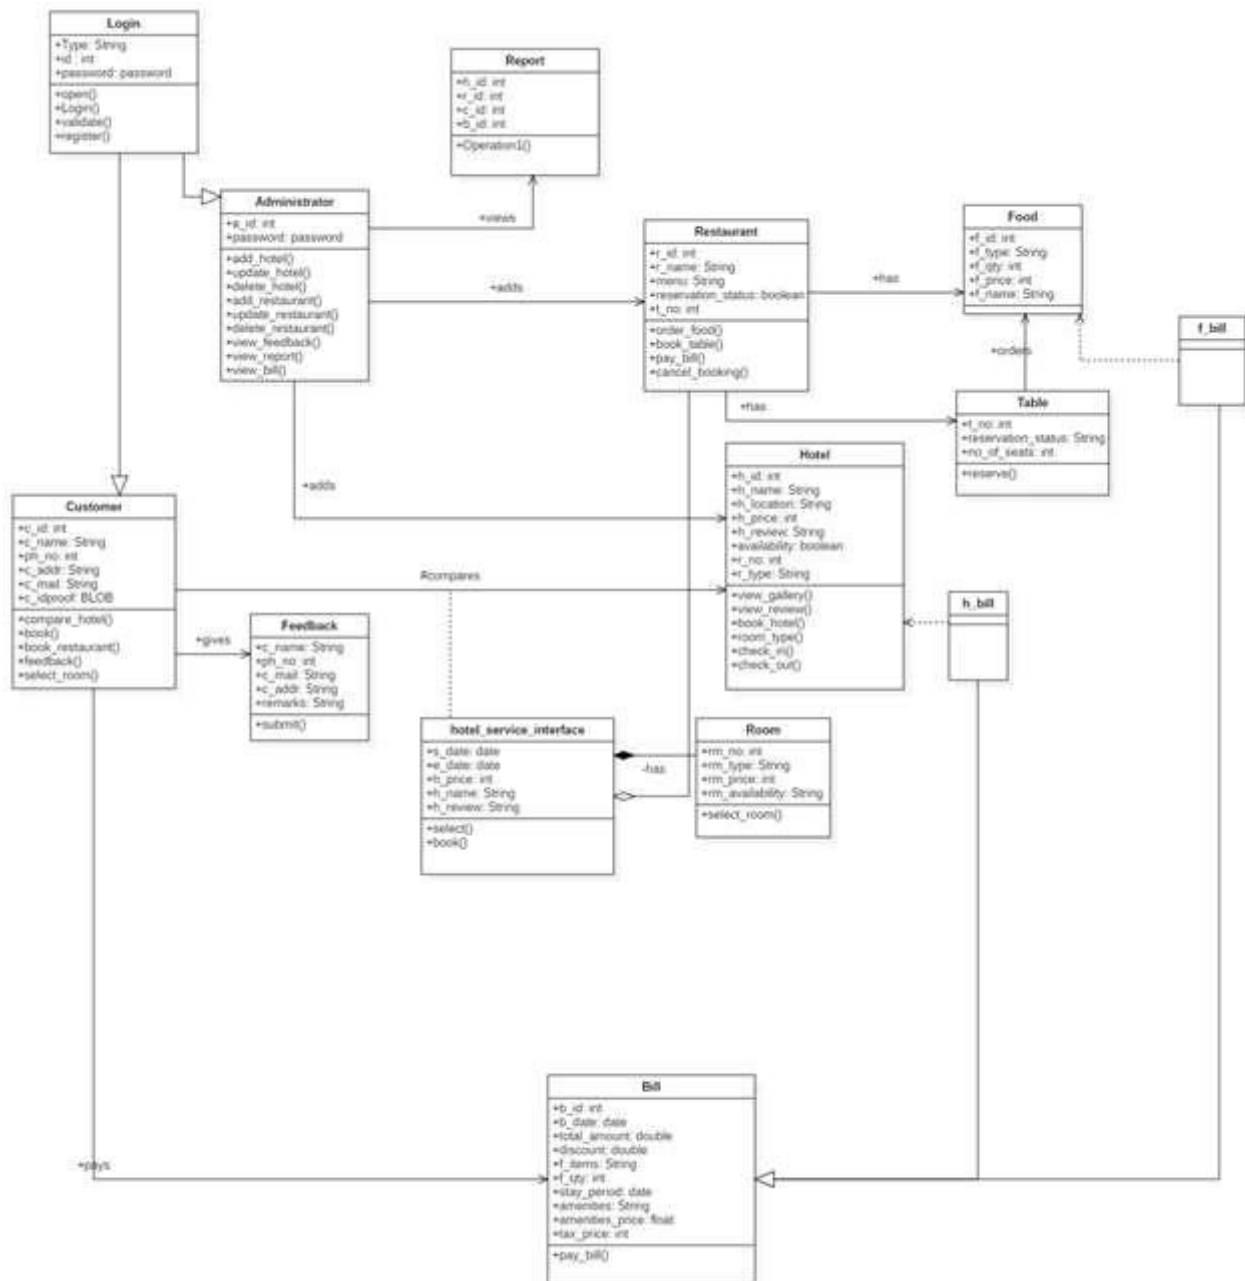 Login
+Type: String
+id : int
+password: password
+open()
+Login()
+validate()
+register()
Report
+h_id: int
+r_id: int
+c_id: int
+b_id: int
+Operation1()
Administrator
+a_id: int
+password: password
+add_hotel()
+update_hotel()
+delete_hotel()
+add_restaurant()
+update_restaurant()
+delete_restaurant()
+view_feedback()
+view_report()
+view_bill()
+views
+adds
Restaurant
+r_id: int
+r_name: String
+menu: String
+reservation_status: boolean
+t_no: int
+order_food()
+book_table()
+pay_bill()
+cancel_booking()
+has
Food
+f_id: int
+f_type: String
+f_qty: int
+f_price: int
+f_name: String
f_bill
+orders
+has
Table
+t_no: int
+reservation_status: String
+no_of_seats: int
+reserve()
+adds
Hotel
+h_id: int
+h_name: String
+h_location: String
+h_price: int
+h_review: String
+availability: boolean
+r_no: int
+r_type: String
+view_gallery()
+view_review()
+book_hotel()
+room_type()
+check_in()
+check_out()
Customer
+c_id: int
+c_name: String
+ph_no: int
+c_addr: String
+c_mail: String
+c_idproof: BLOB
+compare_hotel()
+book()
+book_restaurant()
+feedback()
+select_room()
#compares
h_bill
+gives
Feedback
+c_name: String
+ph_no: int
+c_mail: String
+c_addr: String
+remarks: String
+submit()
hotel_service_interface
+s_date: date
+e_date: date
+h_price: int
+h_name: String
+h_review: String
+select()
+book()
-has
Room
+rm_no: int
+rm_type: String
+rm_price: int
+rm_availability: String
+select_room()
+pays
Bill
+b_id: int
+b_date: date
+total_amount: double
+discount: double
+f_items: String
+f_qty: int
+stay_period: date
+amenities: String
+amenities_price: float
+tax_price: int
+pay_bill()